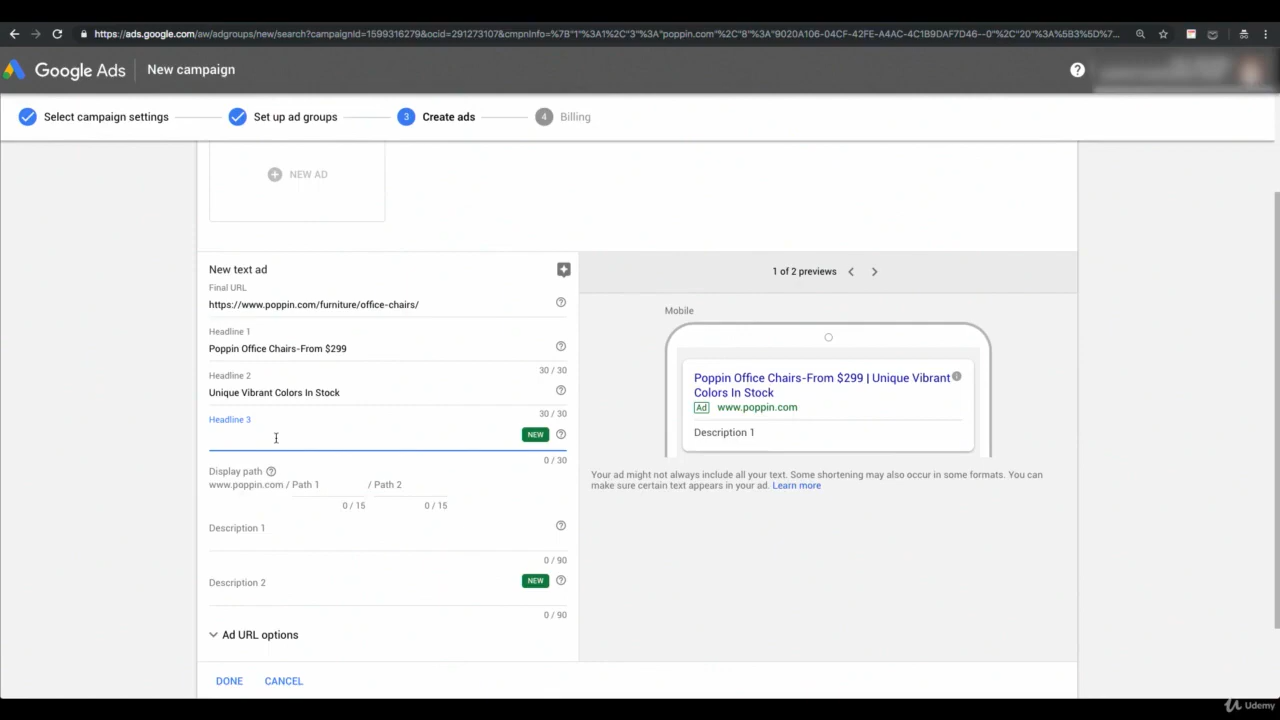 https://ads.google.com/aw/adgroups/new/search?campaignId=1599316279&ocid=291273107&cmpnInfo=%7B"1"%3A1%2C"3"%3A"poppin.com"%2C"8"%3A"9020A106-04CF-42FE-A4AC-4C1B9DAF7D46--0"%2C"20"%3A%5B3%5D%7...
Google Ads New campaign
Select campaign settings Set up ad groups 3 Create ads 4 Billing
NEW AD
New text ad
1 of 2 previews
Final URL
https://www.poppin.com/furniture/office-chairs/
Mobile
Headline 1
Poppin Office Chairs-From $299
30 / 30
Headline 2
Unique Vibrant Colors In Stock
30 / 30
Headline 3
NEW
0 / 30
Display path
www.poppin.com / Path 1 / Path 2
0 / 15 0 / 15
Description 1
0 / 90
Description 2 NEW
0 / 90
Ad URL options
DONE CANCEL
Poppin Office Chairs-From $299 | Unique Vibrant
Colors In Stock
Ad www.poppin.com
Description 1
Your ad might not always include all your text. Some shortening may also occur in some formats. You can
make sure certain text appears in your ad. Learn more
Udemy